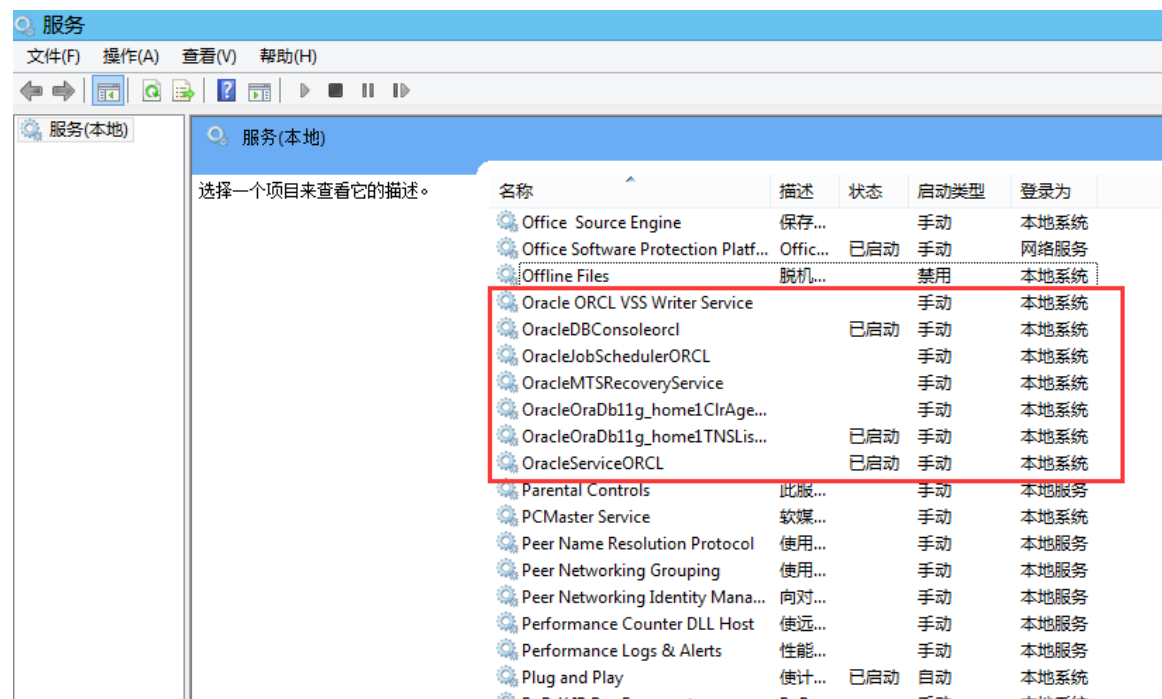 服务
文件(F) 操作(A) 查看(V) 帮助(H)
服务(本地)
服务(本地)
选择一个项目来查看它的描述。
名称 描述 状态 启动类型 登录为
Office Source Engine 保存... 手动 本地系统
Office Software Protection Platf... Offic... 已启动 手动 网络服务
Offline Files 脱机... 禁用 本地系统
Oracle ORCL VSS Writer Service 手动 本地系统
OracleDBConsoleorcl 已启动 手动 本地系统
OracleJobSchedulerORCL 手动 本地系统
OracleMTSRecoveryService 手动 本地系统
OracleOraDb11g_home1ClrAge... 手动 本地系统
OracleOraDb11g_home1TNSLis... 已启动 手动 本地系统
OracleServiceORCL 已启动 手动 本地系统
Parental Controls 此服... 手动 本地服务
PCMaster Service 软媒... 手动 本地系统
Peer Name Resolution Protocol 使用... 手动 本地服务
Peer Networking Grouping 使用... 手动 本地服务
Peer Networking Identity Mana... 向对... 手动 本地服务
Performance Counter DLL Host 使远... 手动 本地服务
Performance Logs & Alerts 性能... 手动 本地服务
Plug and Play 使计... 已启动 自动 本地系统